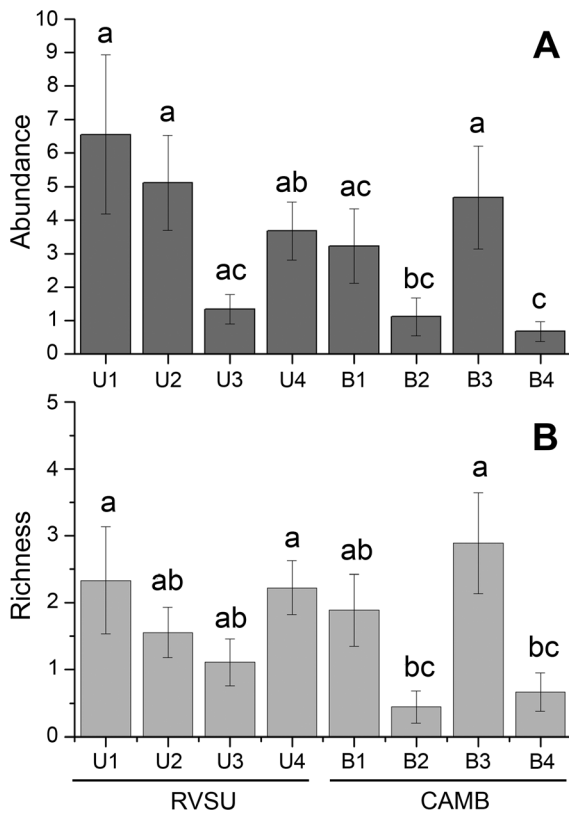 10
A
9
8
7
6
5
4
3
2
1
0
Abundance
a
a
ac
ab
ac
bc
a
c
U1 U2 U3 U4 B1 B2 B3 B4
5
B
4
3
2
1
0
Richness
a
ab
ab
a
ab
bc
a
bc
U1 U2 U3 U4 B1 B2 B3 B4
RVSU CAMB